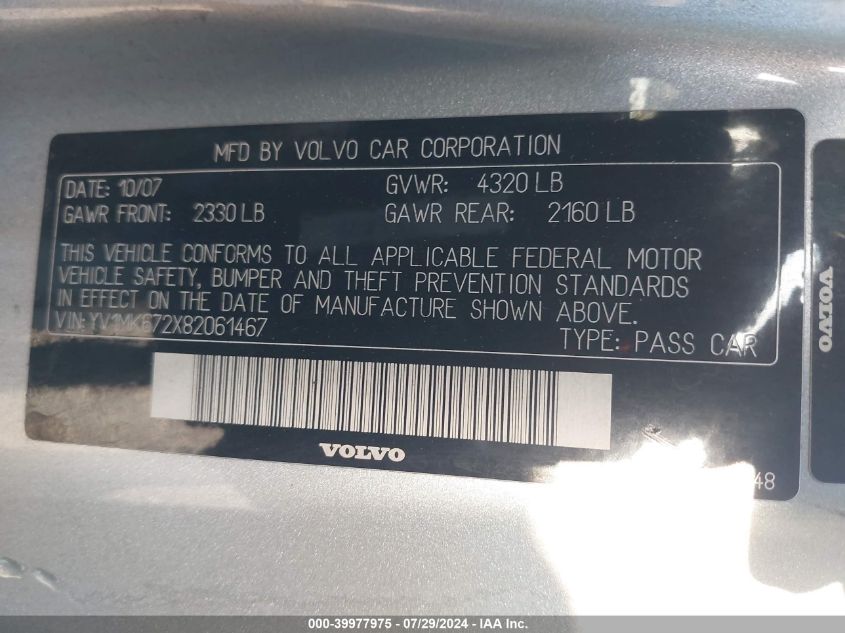 MFD BY VOLVO CAR CORPORATION
DATE: 10/07 GVWR: 4320 LB
GAWR FRONT: 2330 LB GAWR REAR: 2160 LB
THIS VEHICLE CONFORMS TO ALL APPLICABLE FEDERAL MOTOR
VEHICLE SAFETY, BUMPER AND THEFT PREVENTION STANDARDS
IN EFFECT ON THE DATE OF MANUFACTURE SHOWN ABOVE.
VIN: YV1MK672X82061467
TYPE: PASS CAR
VOLVO
48
VOLVO
000-39977975 - 07/29/2024 - IAA Inc.